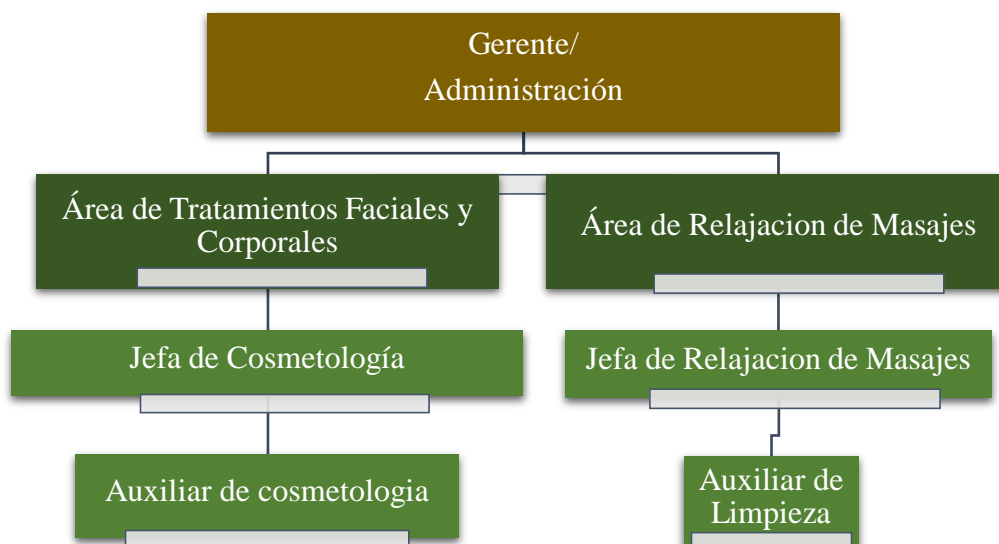 Gerente/
Administración
Área de Tratamientos Faciales y
Corporales
Área de Relajacion de Masajes
Jefa de Cosmetología
Jefa de Relajacion de Masajes
Auxiliar de cosmetologia
Auxiliar de
Limpieza